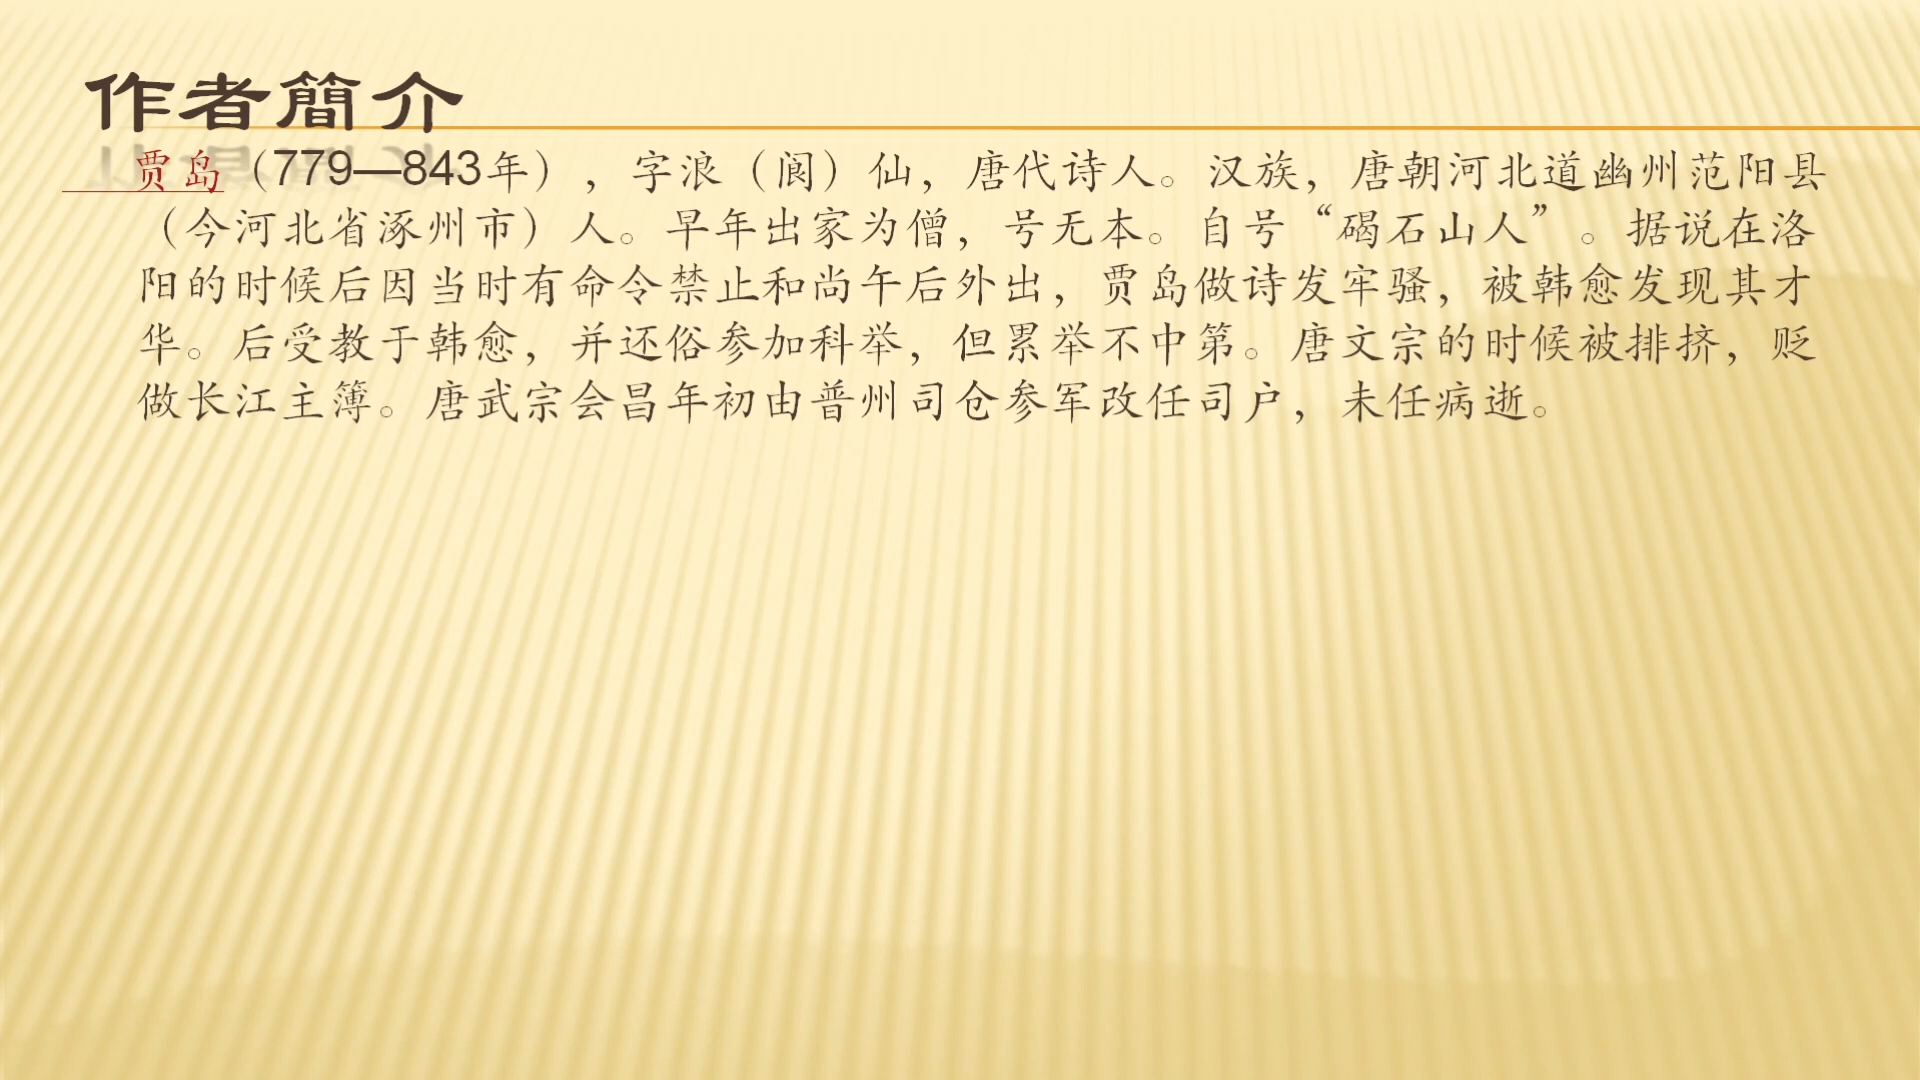 作者簡介
贾岛（779—843年），字浪（阆）仙，唐代诗人。汉族，唐朝河北道幽州范阳县
（今河北省涿州市）人。早年出家为僧，号无本。自号“碣石山人”。据说在洛
阳的时候后因当时有命令禁止和尚午后外出，贾岛做诗发牢骚，被韩愈发现其才
华。后受教于韩愈，并还俗参加科举，但累举不中第。唐文宗的时候被排挤，贬
做长江主簿。唐武宗会昌年初由普州司仓参军改任司户，未任病逝。